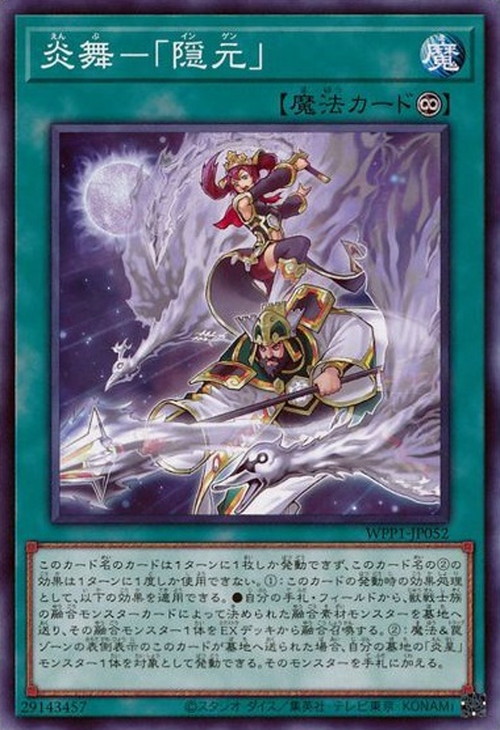 えんぶ インゲン
炎舞－「隠元」
魔
【魔法カード】
WPP1-JP052
このカード名のカードは１ターンに１枚しか発動できず、このカード名の②の
効果は１ターンに１度しか使用できない。①：このカードの発動時の効果処理
として、以下の効果を適用できる。●自分の手札・フィールドから、獣戦士族
の融合モンスターカードによって決められた融合素材モンスターを墓地へ
送り、その融合モンスター１体をＥＸデッキから融合召喚する。②：魔法＆罠
ゾーンの表側表示のこのカードが墓地へ送られた場合、自分の墓地の「炎星」
モンスター１体を対象として発動できる。そのモンスターを手札に加える。
29143457
©スタジオ・ダイス／集英社・テレビ東京・KONAMI